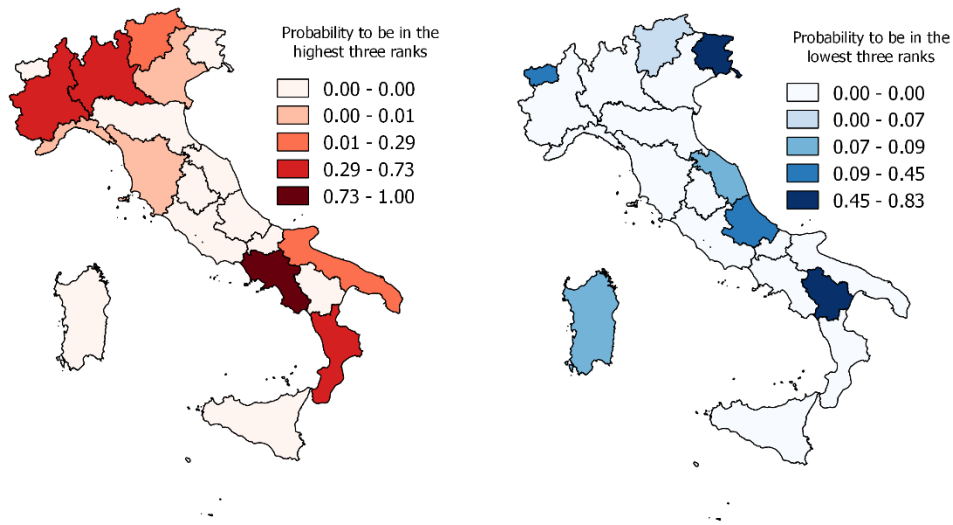 Probability to be in the
highest three ranks
0.00 - 0.00
0.00 - 0.01
0.01 - 0.29
0.29 - 0.73
0.73 - 1.00
Probability to be in the
lowest three ranks
0.00 - 0.00
0.00 - 0.07
0.07 - 0.09
0.09 - 0.45
0.45 - 0.83